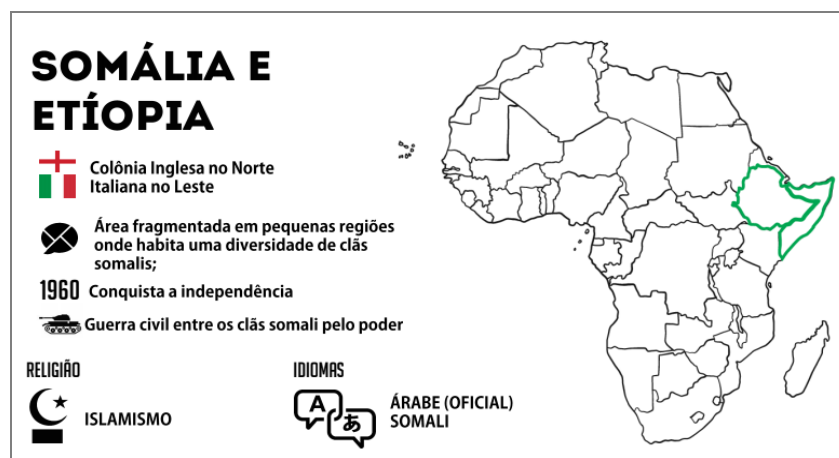 SOMÁLIA E
ETÍOPIA
Colônia Inglesa no Norte
Italiana no Leste
Área fragmentada em pequenas regiões
onde habita uma diversidade de clãs
somalis;
1960 Conquista a independência
Guerra civil entre os clãs somali pelo poder
RELIGIÃO
ISLAMISMO
IDIOMAS
A あ
ÁRABE (OFICIAL)
SOMALI